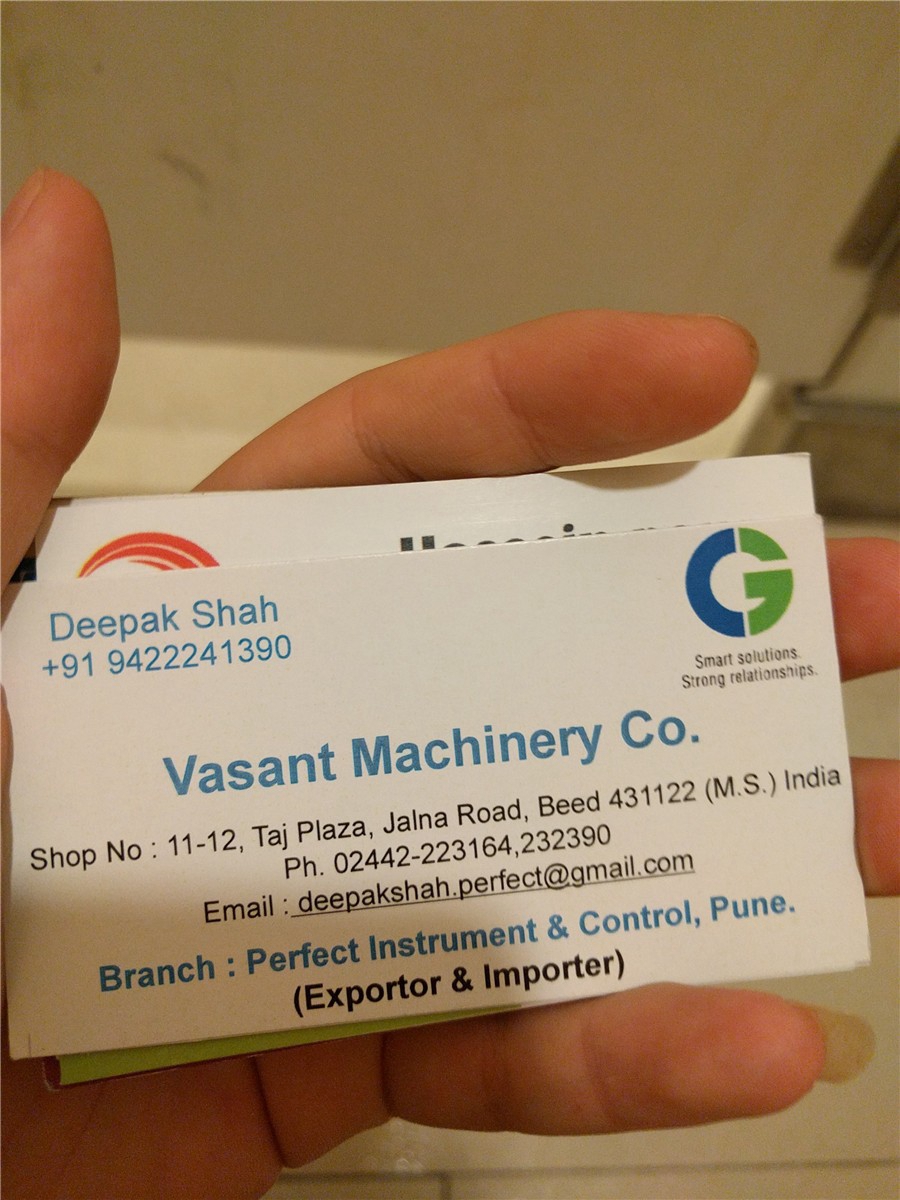 Deepak Shah
+91 9422241390
Smart solutions.
Strong relationships.
Vasant Machinery Co.
Shop No : 11-12, Taj Plaza, Jalna Road, Beed 431122 (M.S.) India
Ph. 02442-223164,232390
Email : deepakshah.perfect@gmail.com
Branch : Perfect Instrument & Control, Pune.
(Exportor & Importer)